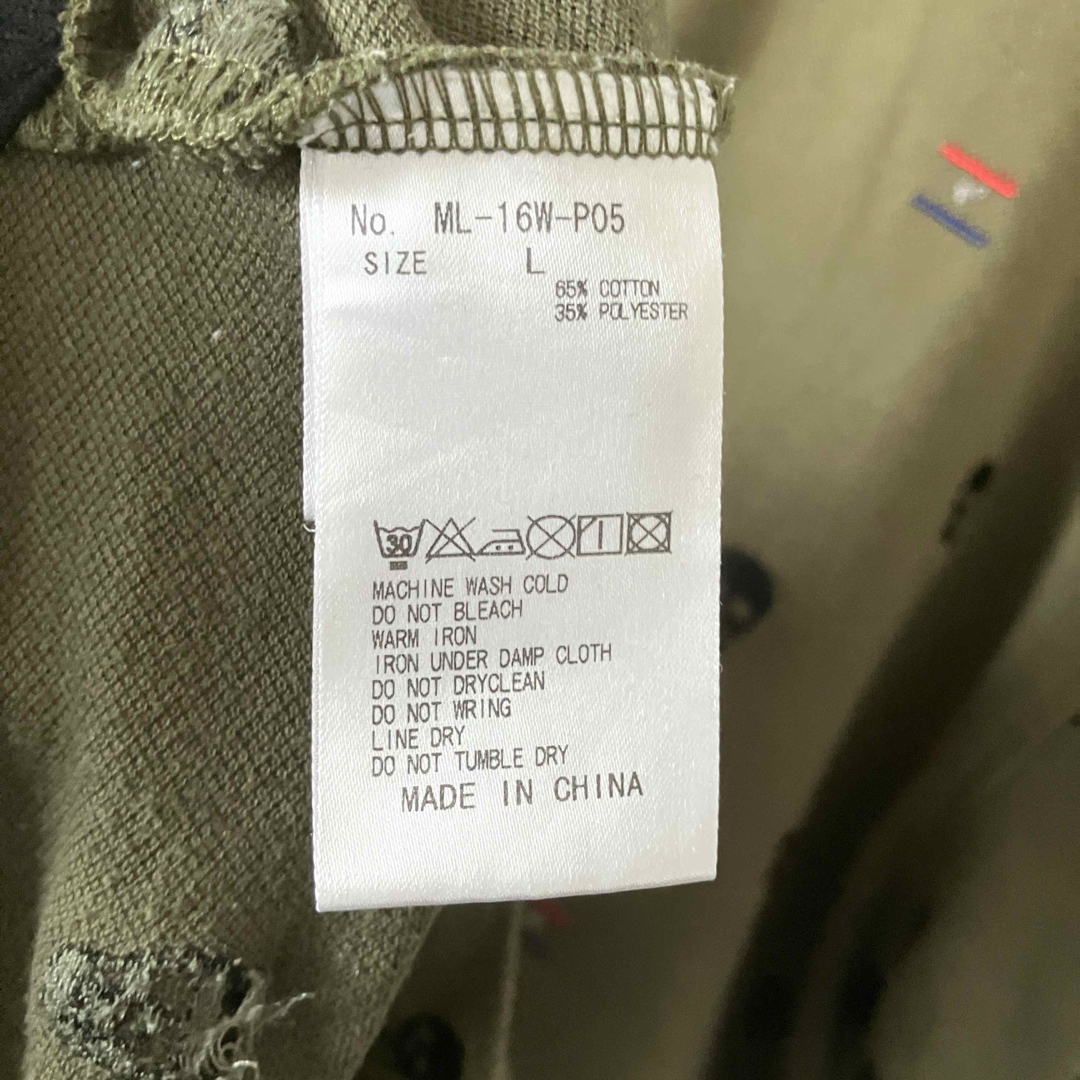 No. ML-16W-P05
SIZE L
65% COTTON
35% POLYESTER
30
MACHINE WASH COLD
DO NOT BLEACH
WARM IRON
IRON UNDER DAMP CLOTH
DO NOT DRYCLEAN
DO NOT WRING
LINE DRY
DO NOT TUMBLE DRY
MADE IN CHINA